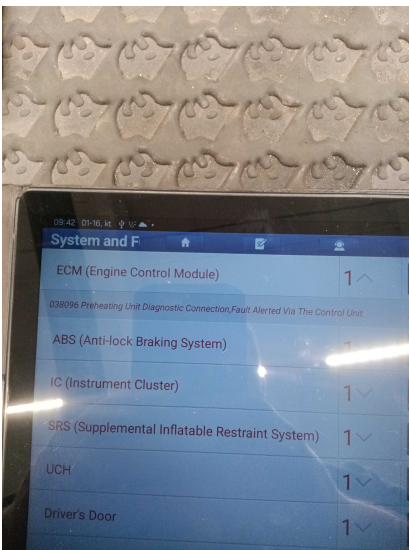 09:42 01-16, kt
System and F
ECM (Engine Control Module) 1
038096 Preheating Unit Diagnostic Connection,Fault Alerted Via The Control Unit
ABS (Anti-lock Braking System) 1
IC (Instrument Cluster) 1
SRS (Supplemental Inflatable Restraint System) 1
UCH 1
Driver's Door 1